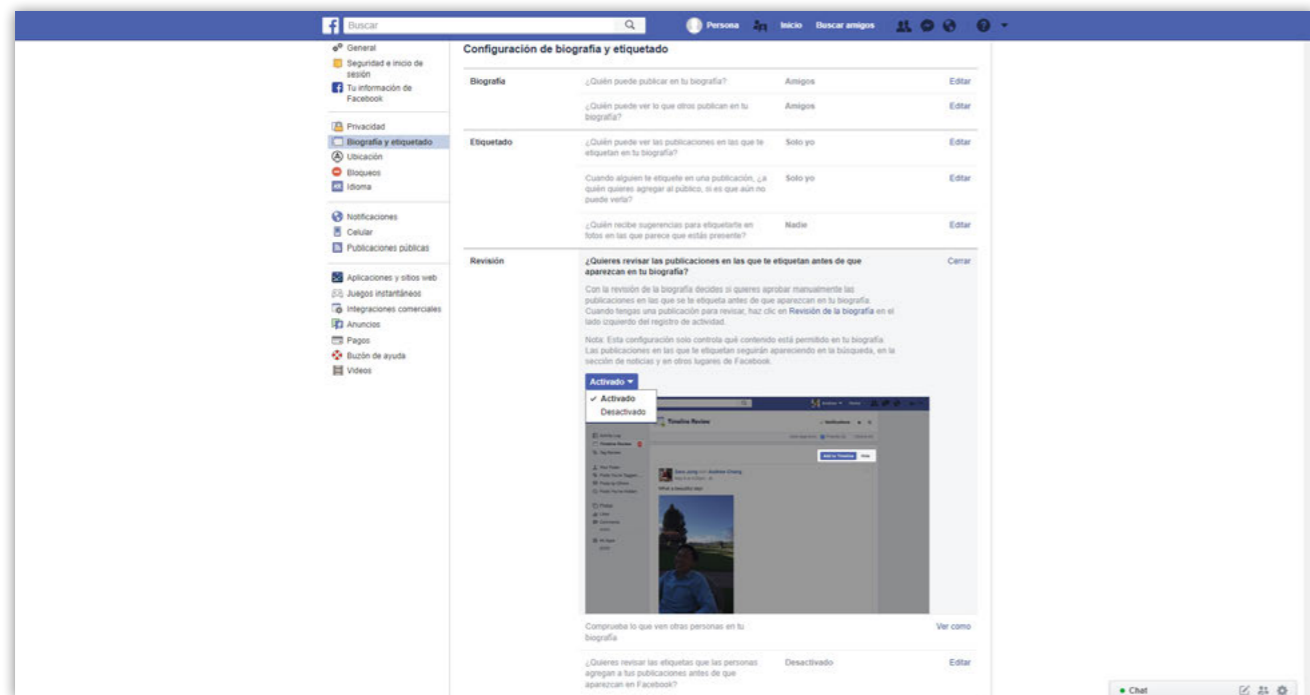 Buscar
Persona
Inicio
Buscar amigos
General
Seguridad e inicio de
sesión
Tu información de
Facebook
Privacidad
Biografía y etiquetado
Ubicación
Bloqueos
Idioma
Notificaciones
Celular
Publicaciones públicas
Aplicaciones y sitios web
Juegos instantáneos
Integraciones comerciales
Anuncios
Pagos
Buzón de ayuda
Videos
Configuración de biografía y etiquetado
Biografía
¿Quién puede publicar en tu biografía?
Amigos
Editar
¿Quién puede ver lo que otros publican en tu
biografía?
Amigos
Editar
Etiquetado
¿Quién puede ver las publicaciones en las que te
etiquetan en tu biografía?
Solo yo
Editar
Cuando alguien te etiquete en una publicación, ¿a
quién quieres agregar al público, si es que aún no
puede verla?
Solo yo
Editar
¿Quién recibe sugerencias para etiquetarte en
fotos en las que parece que estás presente?
Nadie
Editar
Revisión
¿Quieres revisar las publicaciones en las que te etiquetan antes de que
aparezcan en tu biografía?
Cerrar
Con la revisión de la biografía decides si quieres aprobar manualmente las
publicaciones en las que se te etiqueta antes de que aparezcan en tu biografía.
Cuando tengas una publicación para revisar, haz clic en Revisión de la biografía en el
lado izquierdo del registro de actividad.
Nota: Esta configuración solo controla qué contenido está permitido en tu biografía.
Las publicaciones en las que te etiquetan seguirán apareciendo en la búsqueda, en la
sección de noticias y en otros lugares de Facebook.
Activado
Activado
Desactivado
Timeline Review
Notifications
Activity Log
Timeline Review
Add to Timeline
Hide
What a beautiful day!
Photos
Likes
Comments
Comprueba lo que ven otras personas en tu
biografía
Ver como
¿Quieres revisar las etiquetas que las personas
agregan a tus publicaciones antes de que
aparezcan en Facebook?
Desactivado
Editar
Chat